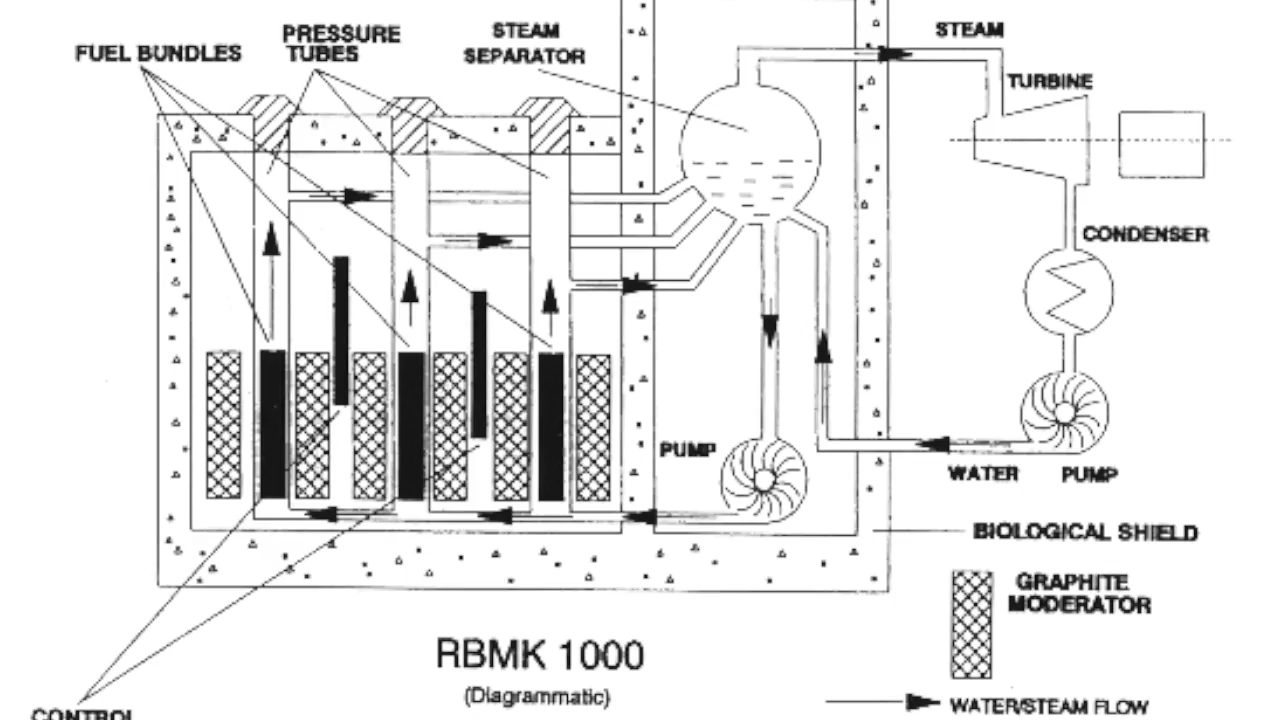 FUEL BUNDLES
PRESSURE
TUBES
STEAM
SEPARATOR
STEAM
TURBINE
CONDENSER
PUMP
WATER
PUMP
BIOLOGICAL SHIELD
GRAPHITE
MODERATOR
RBMK 1000
(Diagrammatic)
WATER/STEAM FLOW
CONTROL